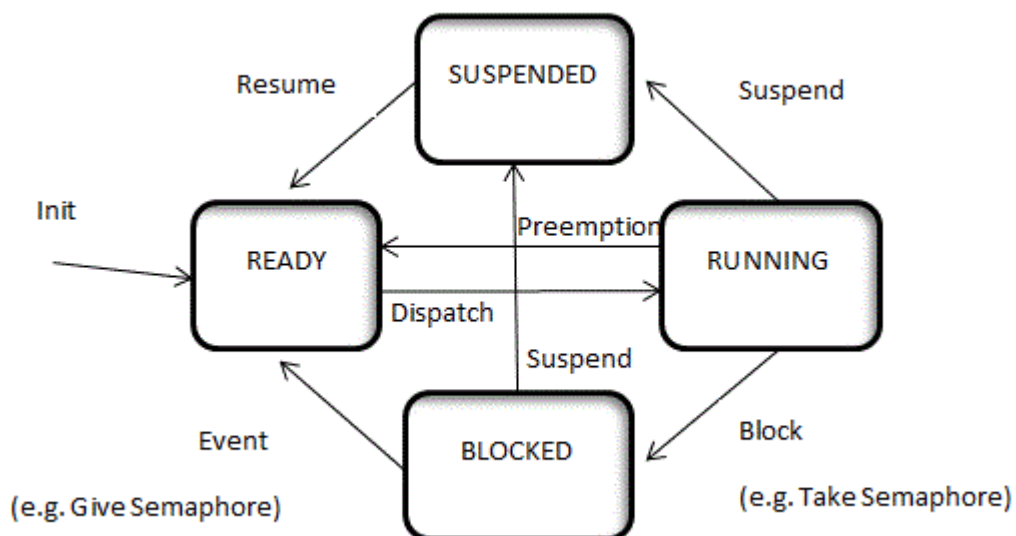 SUSPENDED
Resume
Suspend
Init
Preemption
READY
RUNNING
Dispatch
Suspend
Event
BLOCKED
Block
(e.g. Give Semaphore)
(e.g. Take Semaphore)